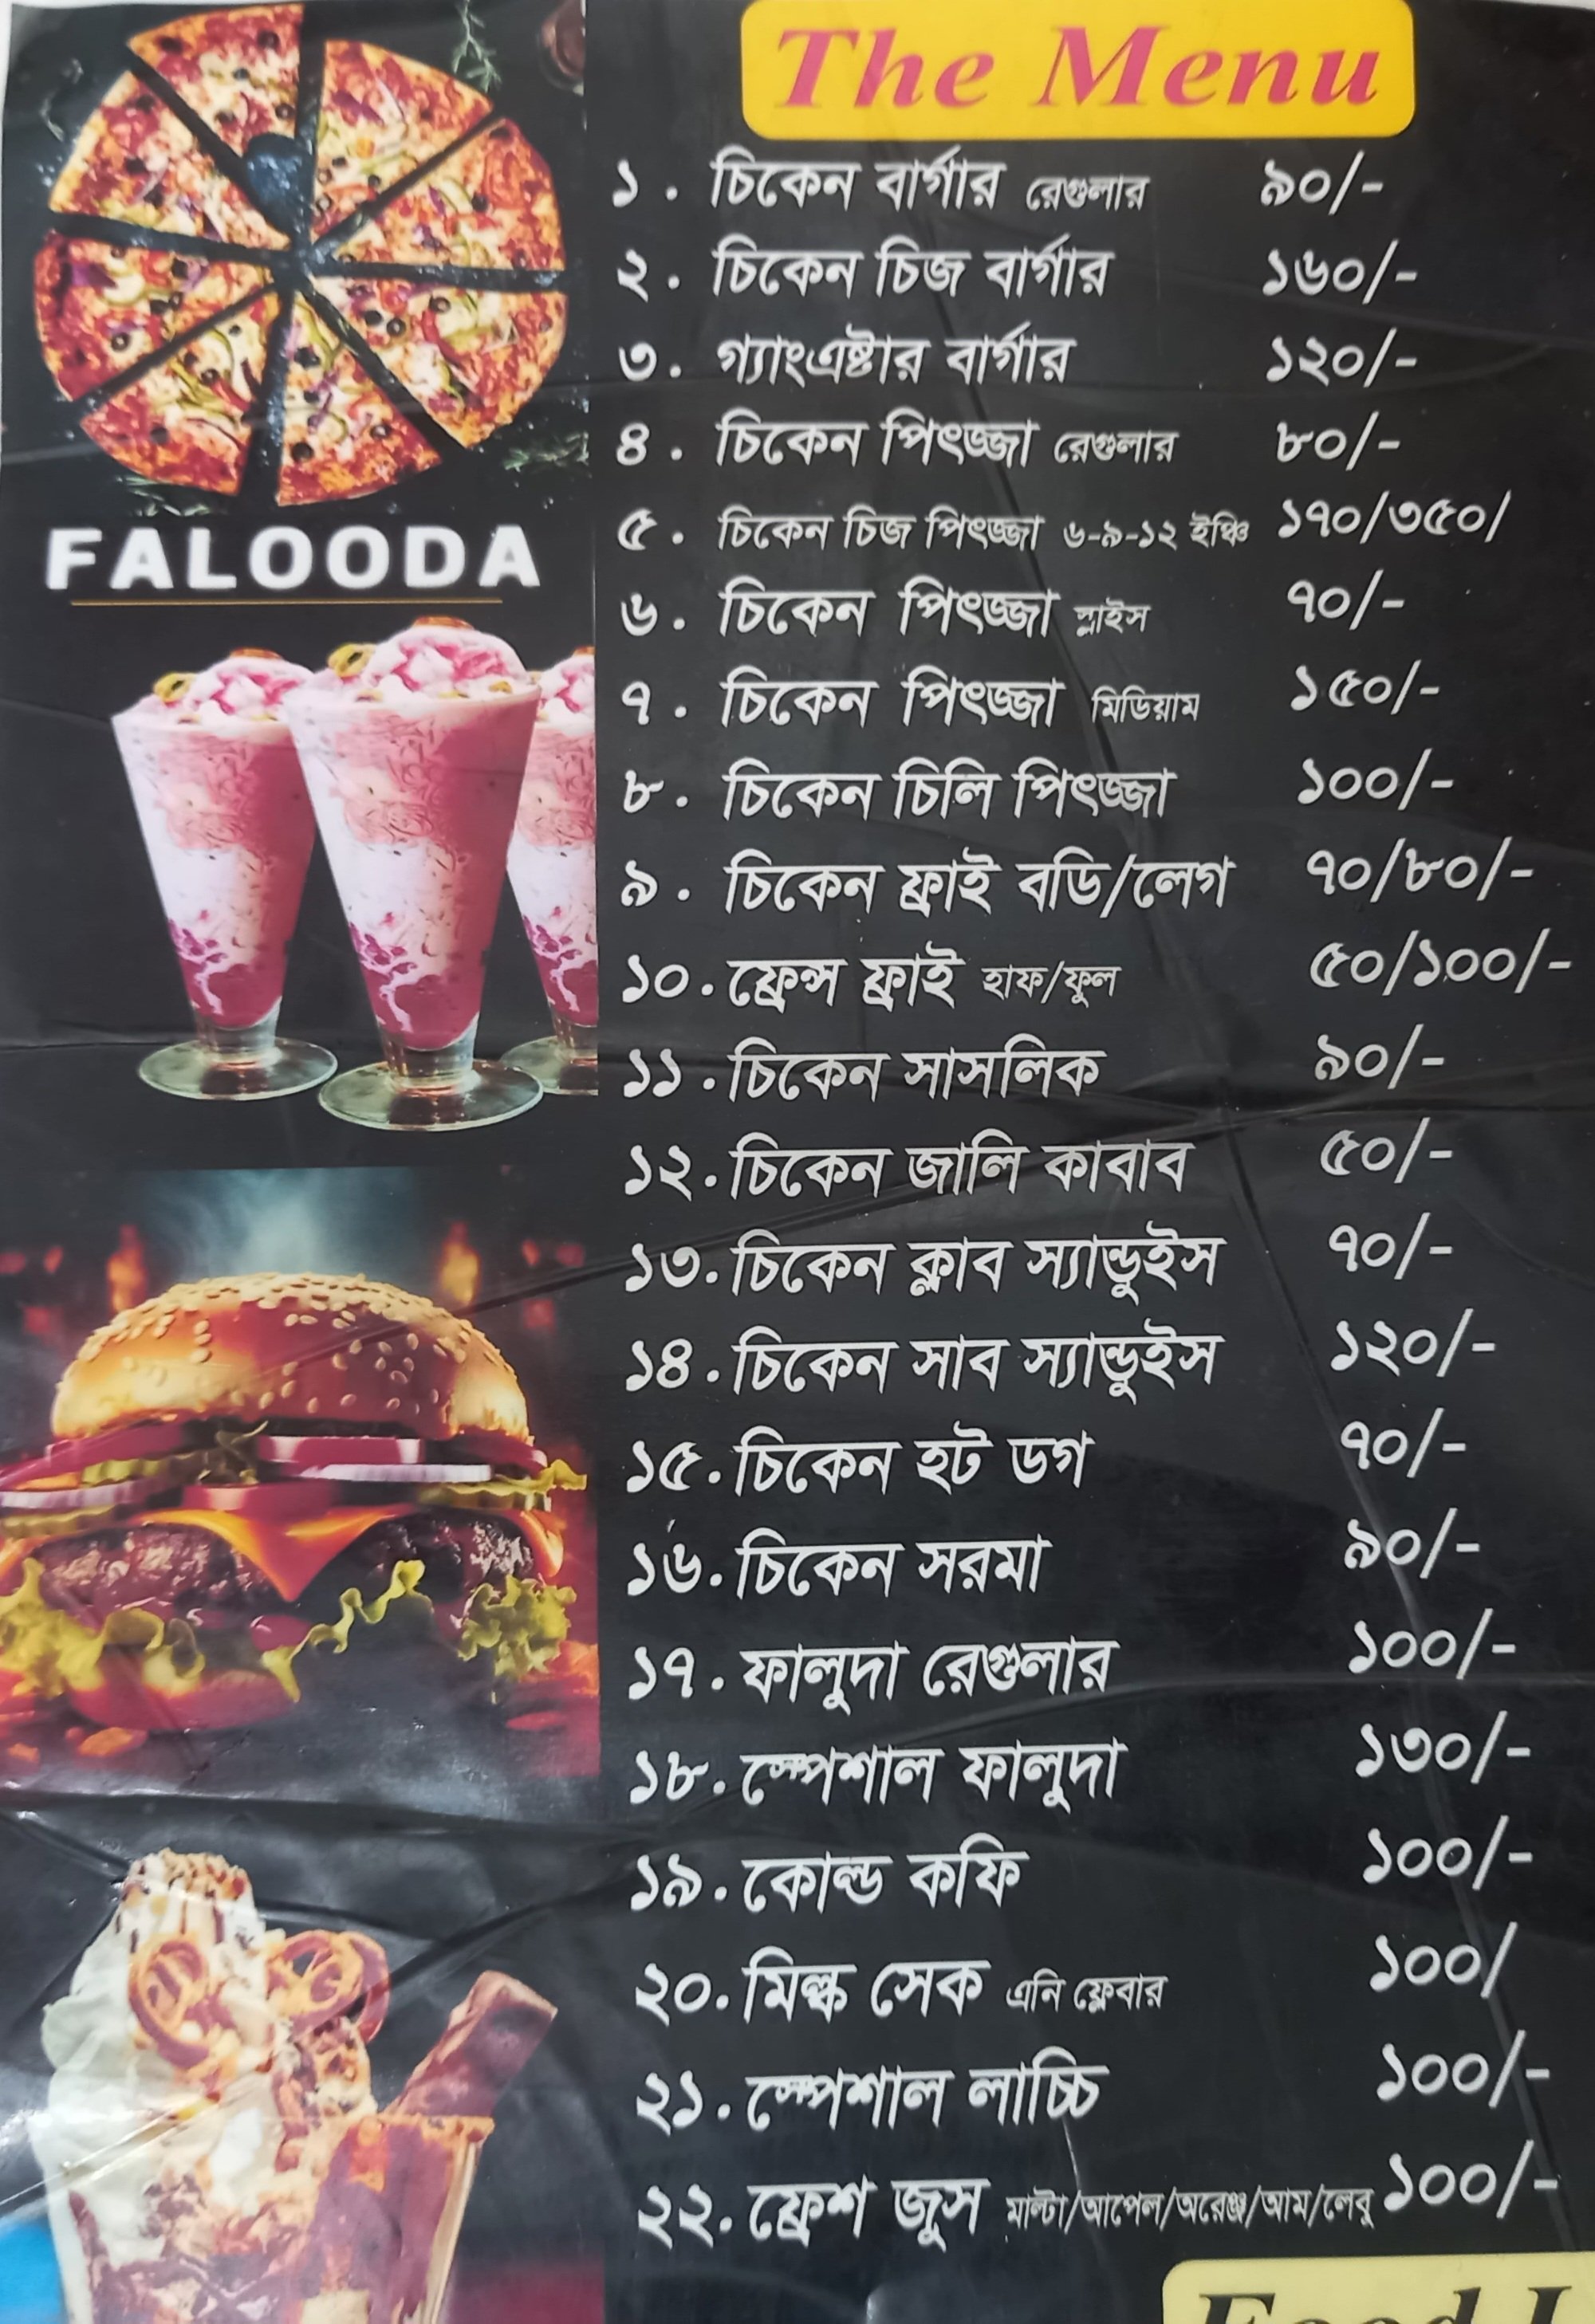 The Menu
১ . চিকেন বার্গার রেগুলার ৯০/-
২ . চিকেন চিজ বার্গার ১৬০/-
৩ . গ্যাংএষ্টার বার্গার ১২০/-
৪ . চিকেন পিৎজ্জা রেগুলার ৮০/-
৫ . চিকেন চিজ পিৎজ্জা ৬-৯-১২ ইঞ্চি ১৭০/৩৫০/
৬ . চিকেন পিৎজ্জা স্লাইস ৭০/-
৭ . চিকেন পিৎজ্জা মিডিয়াম ১৫০/-
৮ . চিকেন চিলি পিৎজ্জা ১০০/-
৯ . চিকেন ফ্রাই বডি/লেগ ৭০/৮০/-
১০. ফ্রেন্স ফ্রাই হাফ/ফুল ৫০/১০০/-
১১. চিকেন সাসলিক ৯০/-
১২. চিকেন জালি কাবাব ৫০/-
১৩. চিকেন ক্লাব স্যান্ডুইস ৭০/-
১৪. চিকেন সাব স্যান্ডুইস ১২০/-
১৫. চিকেন হট ডগ ৭০/-
১৬. চিকেন সরমা ৯০/-
১৭. ফালুদা রেগুলার ১০০/-
১৮. স্পেশাল ফালুদা ১৩০/-
১৯. কোল্ড কফি ১০০/-
২০. মিল্ক সেক এনি ফ্লেবার ১০০/
২১. স্পেশাল লাচ্চি ১০০/-
২২. ফ্রেশ জুস মাল্টা/আপেল/অরেঞ্জ/আম/লেবু ১০০/-
FALOODA